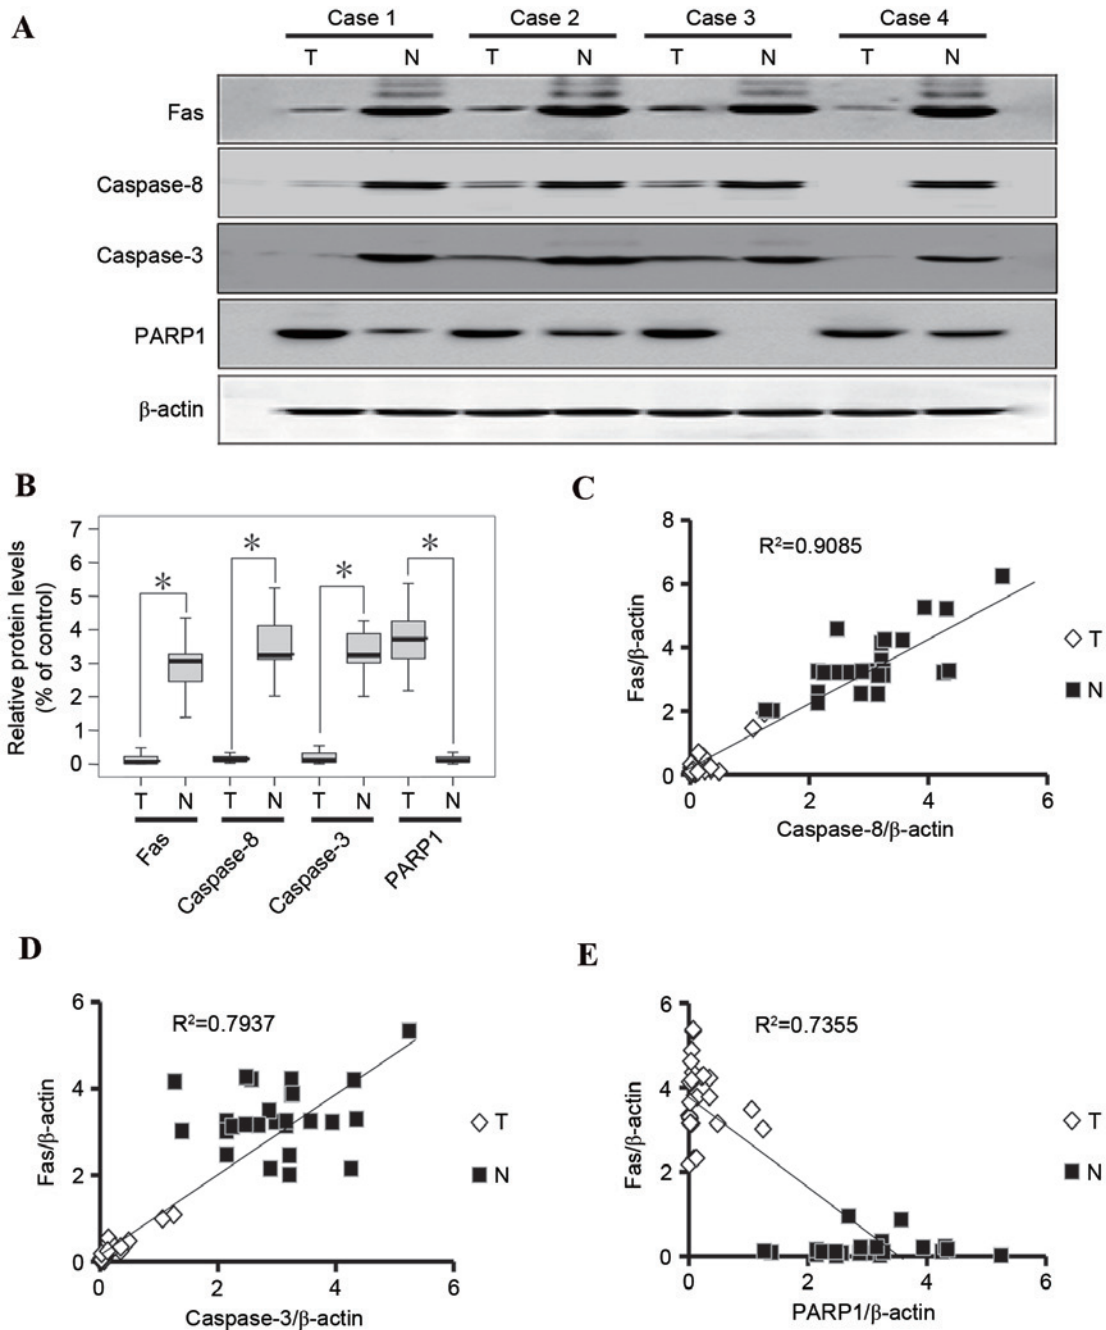 A
Case 1 Case 2 Case 3 Case 4
T N T N T N T N
Fas
Caspase-8
Caspase-3
PARP1
β-actin
B
Relative protein levels
(% of control)
7
6
5
4
3
2
1
0
* * * *
T N T N T N T N
Fas Caspase-8 Caspase-3 PARP1
C
R²=0.9085
Fas/β-actin
8
6
4
2
0
0 2 4 6
Caspase-8/β-actin
T
N
D
R²=0.7937
Fas/β-actin
6
4
2
0
0 2 4 6
Caspase-3/β-actin
T
N
E
R²=0.7355
Fas/β-actin
6
4
2
0
0 2 4 6
PARP1/β-actin
T
N